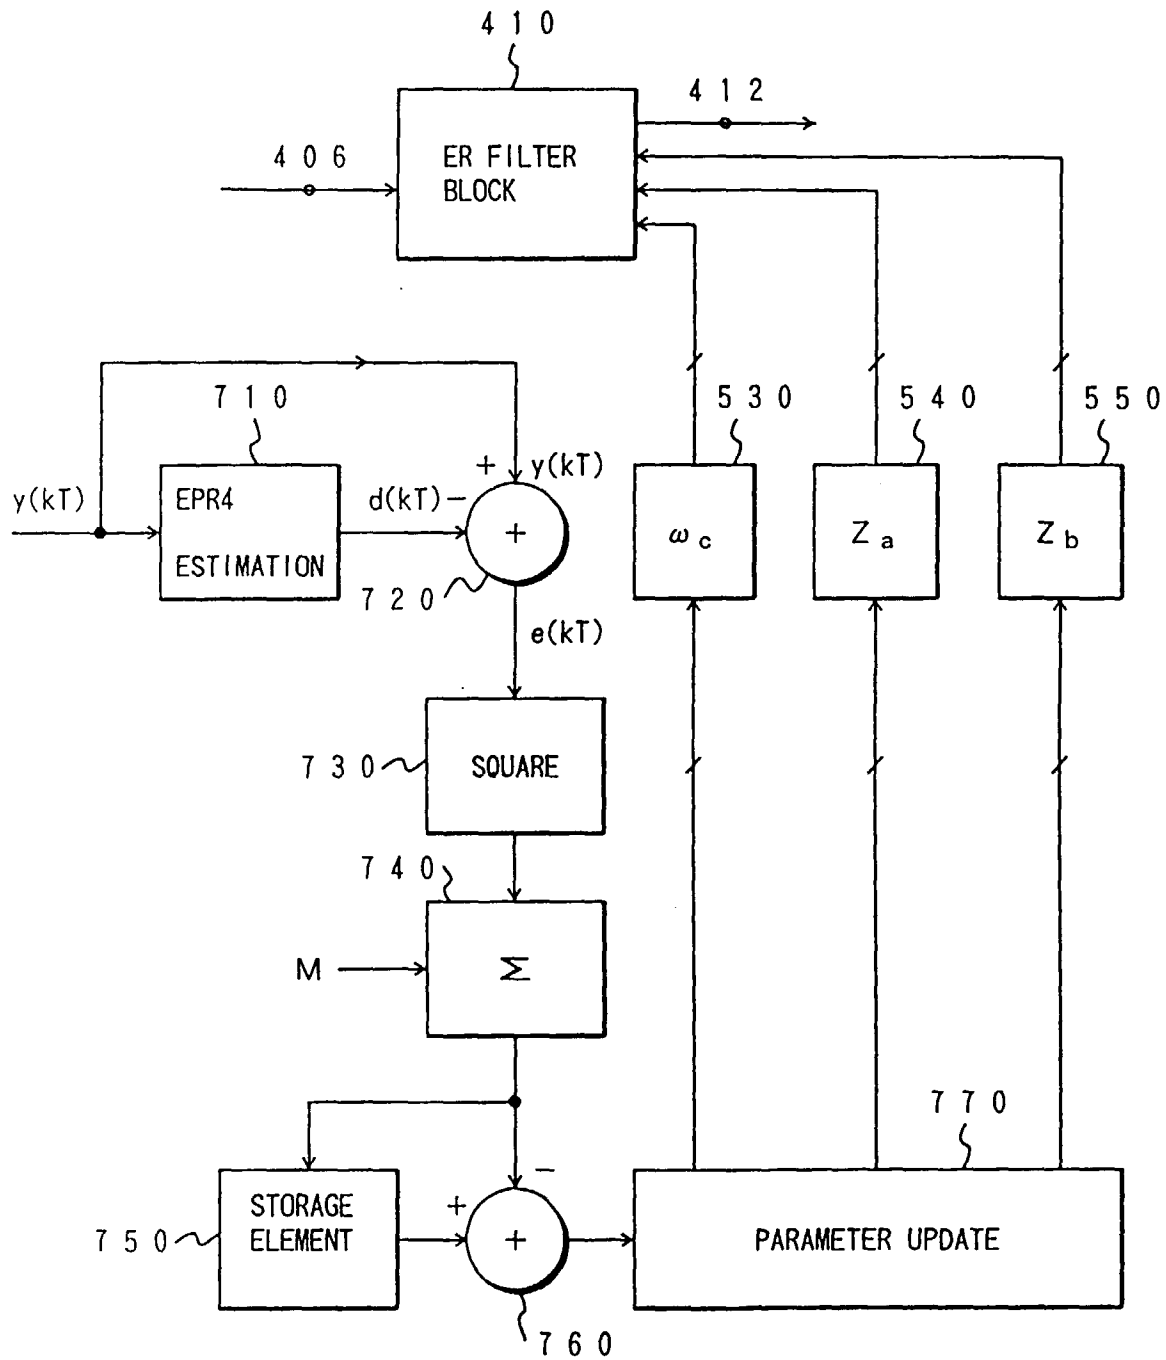 410
412
406
ER FILTER
BLOCK
710
530
540
550
+
y(kT)
y(kT)
EPR4
ESTIMATION
d(kT)
−
+
ωc
Za
Zb
720
e(kT)
730
SQUARE
740
M
Σ
770
−
+
STORAGE
ELEMENT
750
+
PARAMETER UPDATE
760